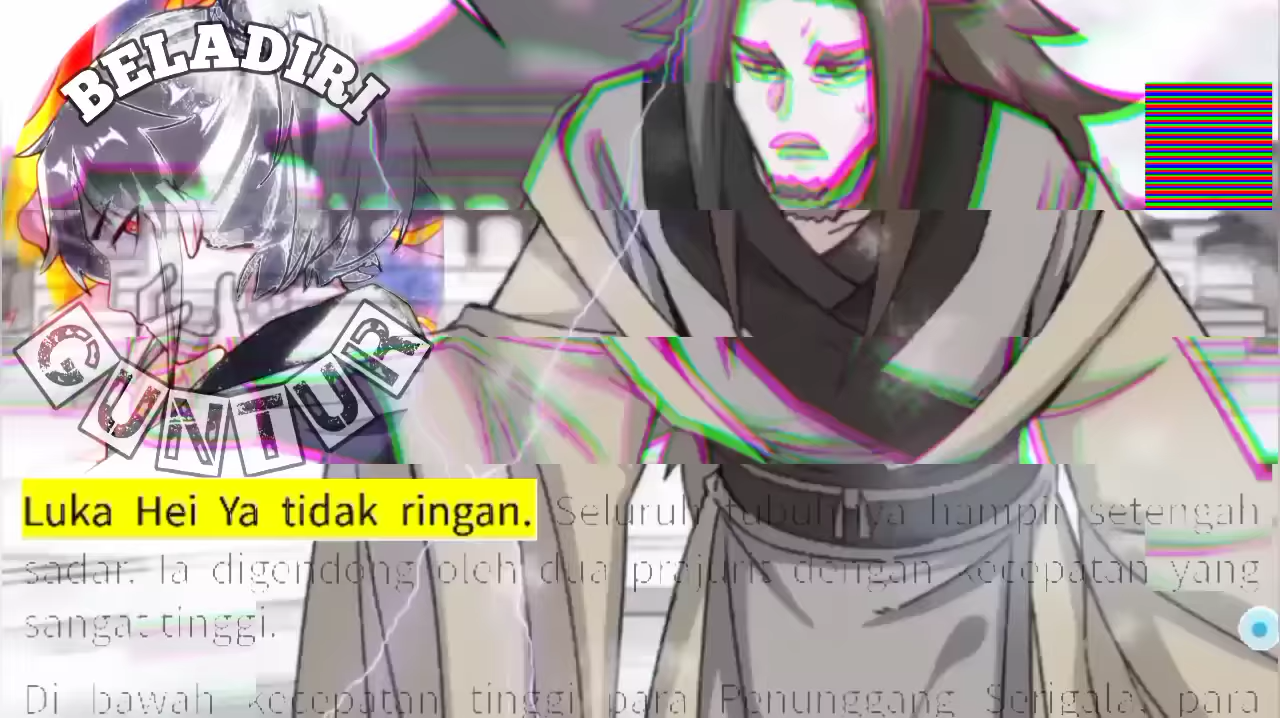 BELADIRI
GUNTUR
Luka Hei Ya tidak ringan. Seluruh tubuhnya hampir setengah
sadar. Ia digendong oleh dua prajurit dengan kecepatan yang
sangat tinggi.
Di bawah kecepatan tinggi para Penunggang Serigala, para